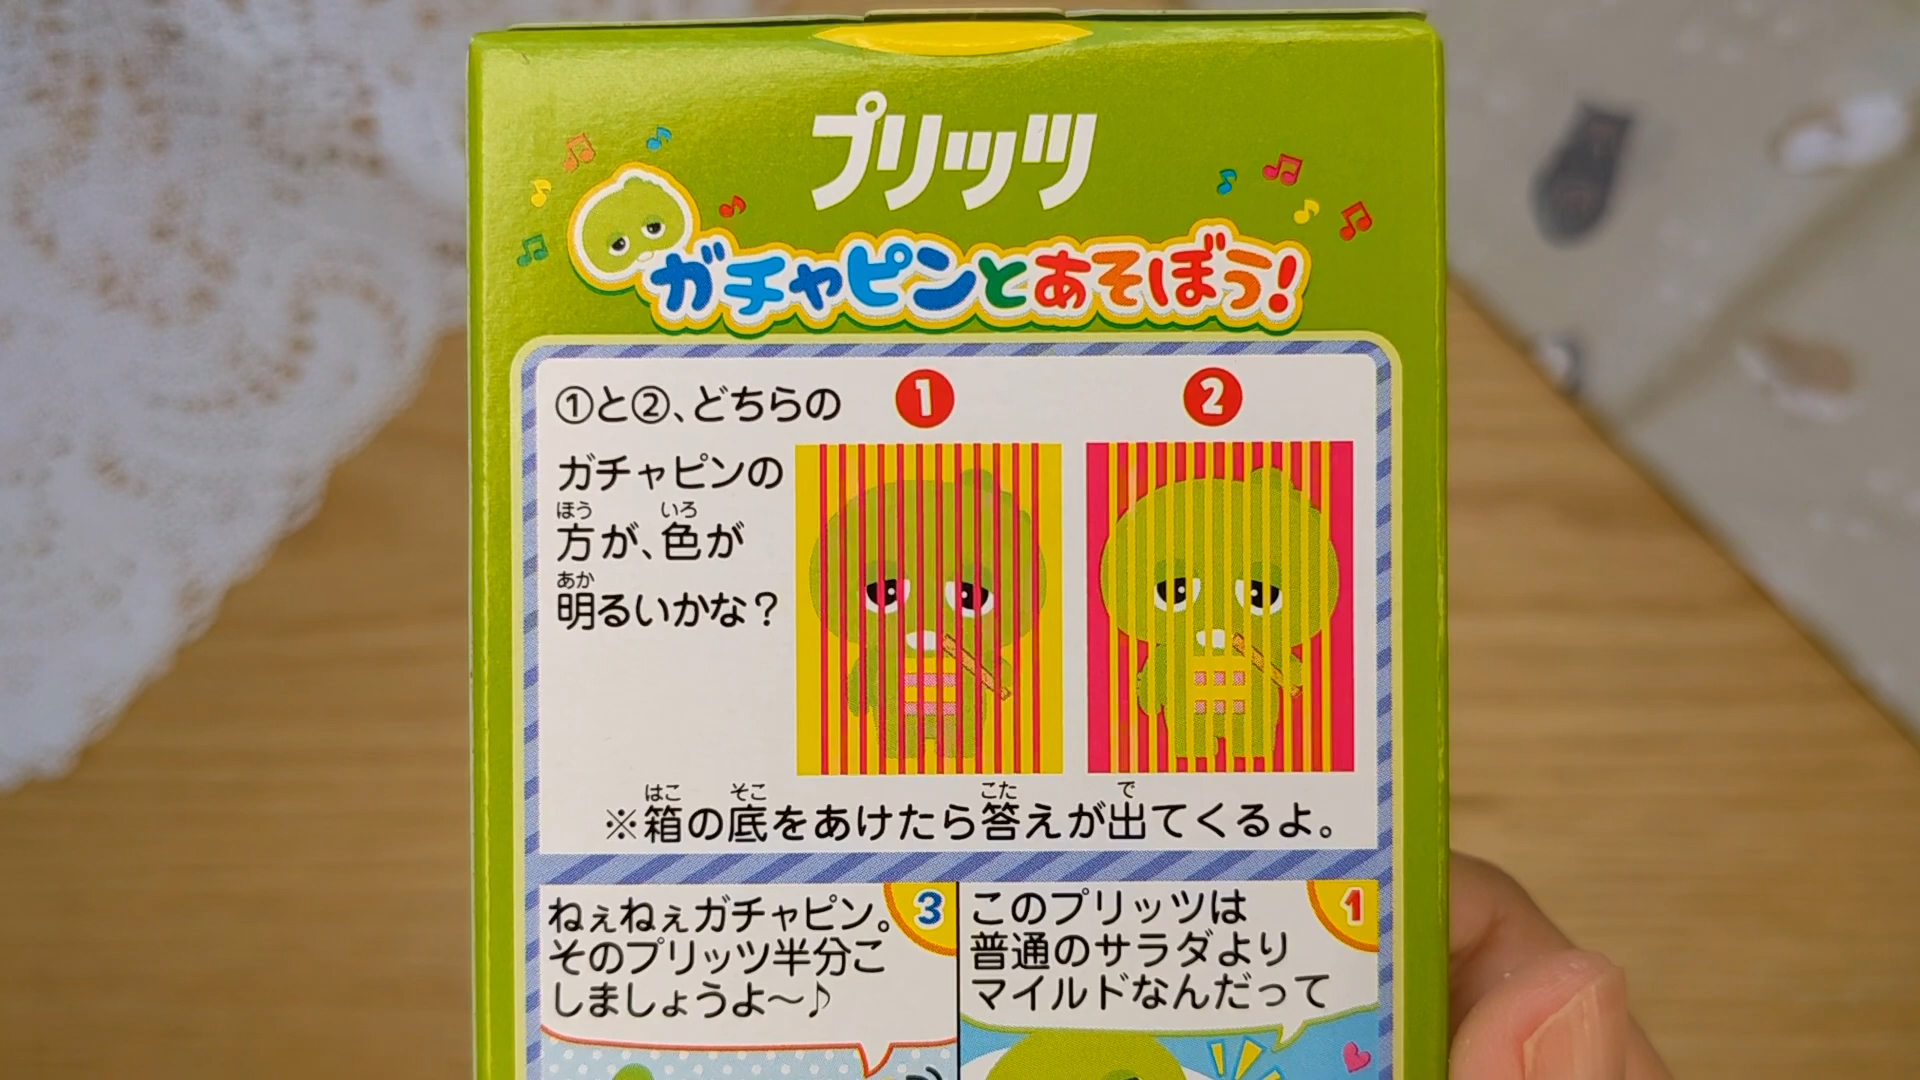 プリッツ
ガチャピンとあそぼう!
①と②、どちらの
ガチャピンの
ほう いろ
方が、色が
あか
明るいかな?
1
2
はこ そこ こた で
※箱の底をあけたら答えが出てくるよ。
1
このプリッツは
普通のサラダより
マイルドなんだって
3
ねぇねぇガチャピン。
そのプリッツ半分こ
しましょうよ〜♪